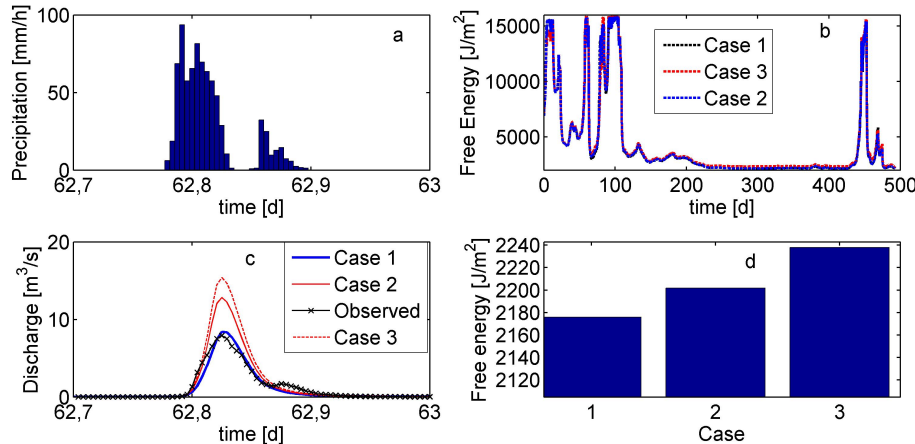 a
Precipitation [mm/h]
100
50
0
62,7
62,8
62,9
63
time [d]
b
Free Energy [J/m²]
15000
10000
5000
Case 1
Case 3
Case 2
0
100
200
300
400
500
time [d]
c
Discharge [m³/s]
20
10
0
Case 1
Case 2
Observed
Case 3
62,7
62,8
62,9
63
time [d]
d
Free energy [J/m²]
2240
2220
2200
2180
2160
2140
2120
1
2
3
Case